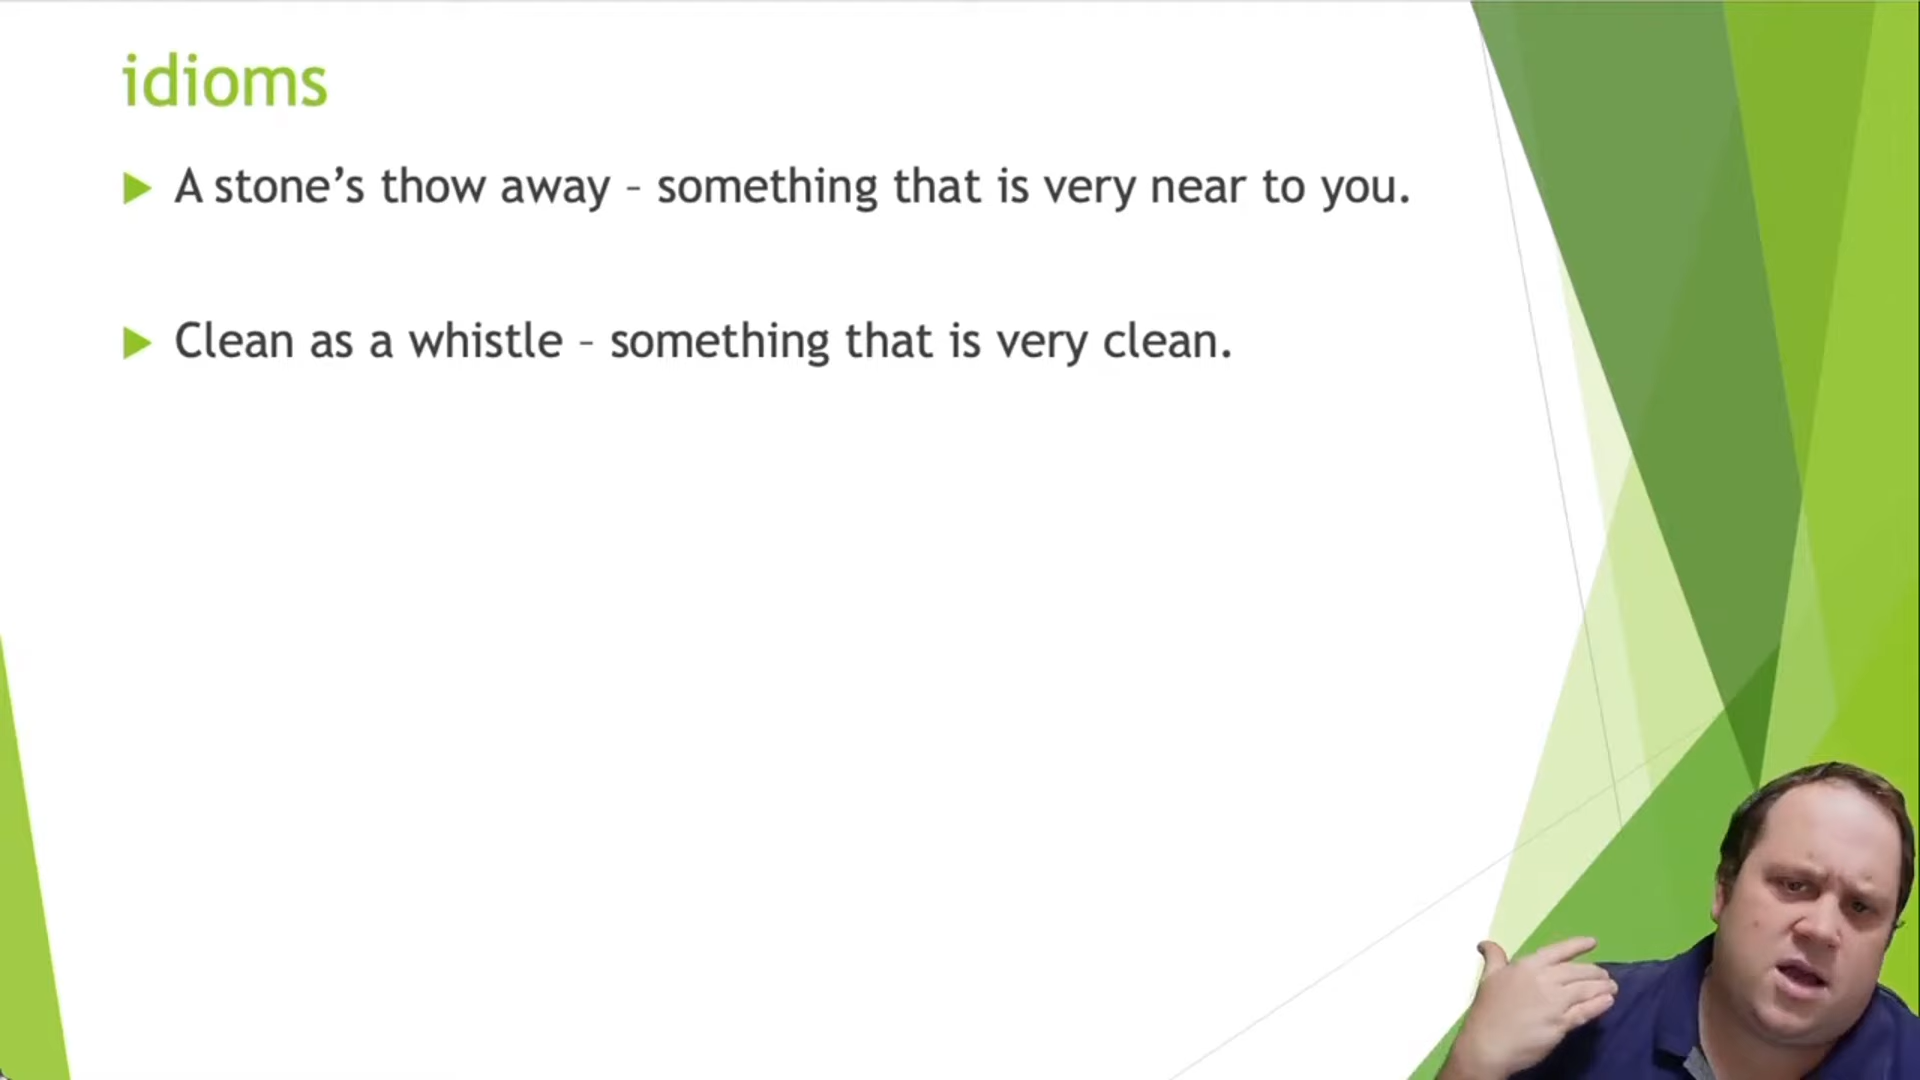 idioms
A stone’s thow away – something that is very near to you.
Clean as a whistle – something that is very clean.